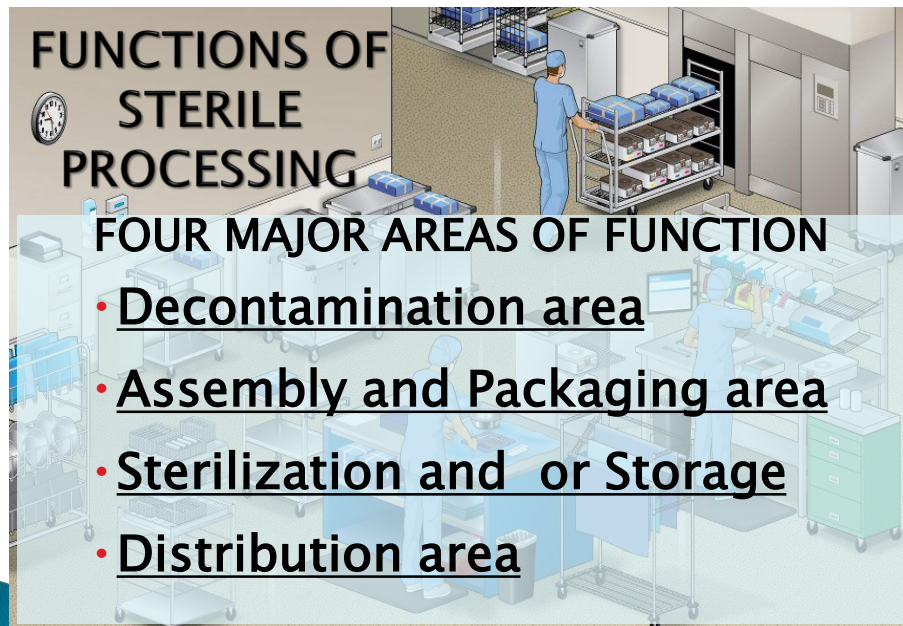 FUNCTIONS OF
STERILE
PROCESSING
FOUR MAJOR AREAS OF FUNCTION
• Decontamination area
• Assembly and Packaging area
• Sterilization and  or Storage
• Distribution area